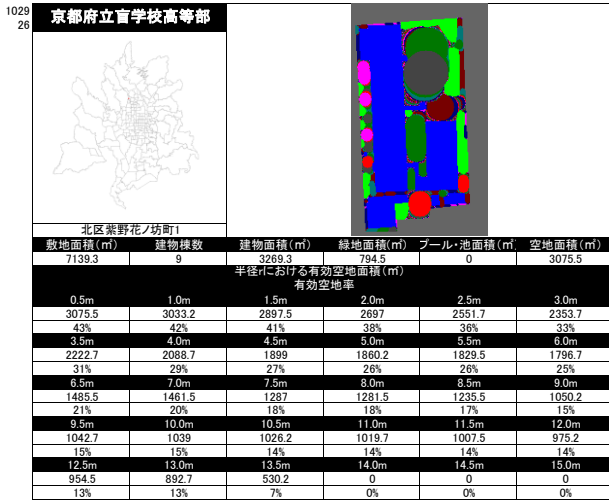 1029
26
京都府立盲学校高等部
北区紫野花ノ坊町1
敷地面積(㎡) 建物棟数 建物面積(㎡) 緑地面積(㎡) プール・池面積(㎡) 空地面積(㎡)
7139.3 9 3269.3 794.5 0 3075.5
半径rにおける有効空地面積(㎡)
有効空地率
0.5m 1.0m 1.5m 2.0m 2.5m 3.0m
3075.5 3033.2 2897.5 2697 2551.7 2353.7
43% 42% 41% 38% 36% 33%
3.5m 4.0m 4.5m 5.0m 5.5m 6.0m
2222.7 2088.7 1899 1860.2 1829.5 1796.7
31% 29% 27% 26% 26% 25%
6.5m 7.0m 7.5m 8.0m 8.5m 9.0m
1485.5 1461.5 1287 1281.5 1235.5 1050.2
21% 20% 18% 18% 17% 15%
9.5m 10.0m 10.5m 11.0m 11.5m 12.0m
1042.7 1039 1026.2 1019.7 1007.5 975.2
15% 15% 14% 14% 14% 14%
12.5m 13.0m 13.5m 14.0m 14.5m 15.0m
954.5 892.7 530.2 0 0 0
13% 13% 7% 0% 0% 0%